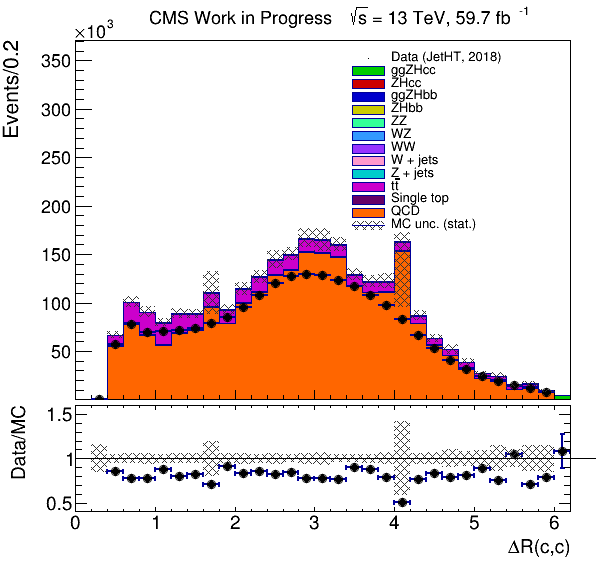 CMS Work in Progress √s = 13 TeV, 59.7 fb⁻¹
×10³
Events/0.2
350
300
250
200
150
100
50
Data (JetHT, 2018)
ggZHcc
ZHcc
ggZHbb
ZHbb
ZZ
WZ
WW
W + jets
Z + jets
tt̄
Single top
QCD
MC unc. (stat.)
Data/MC
1.5
1
0.5
0 1 2 3 4 5 6
ΔR(c,c)